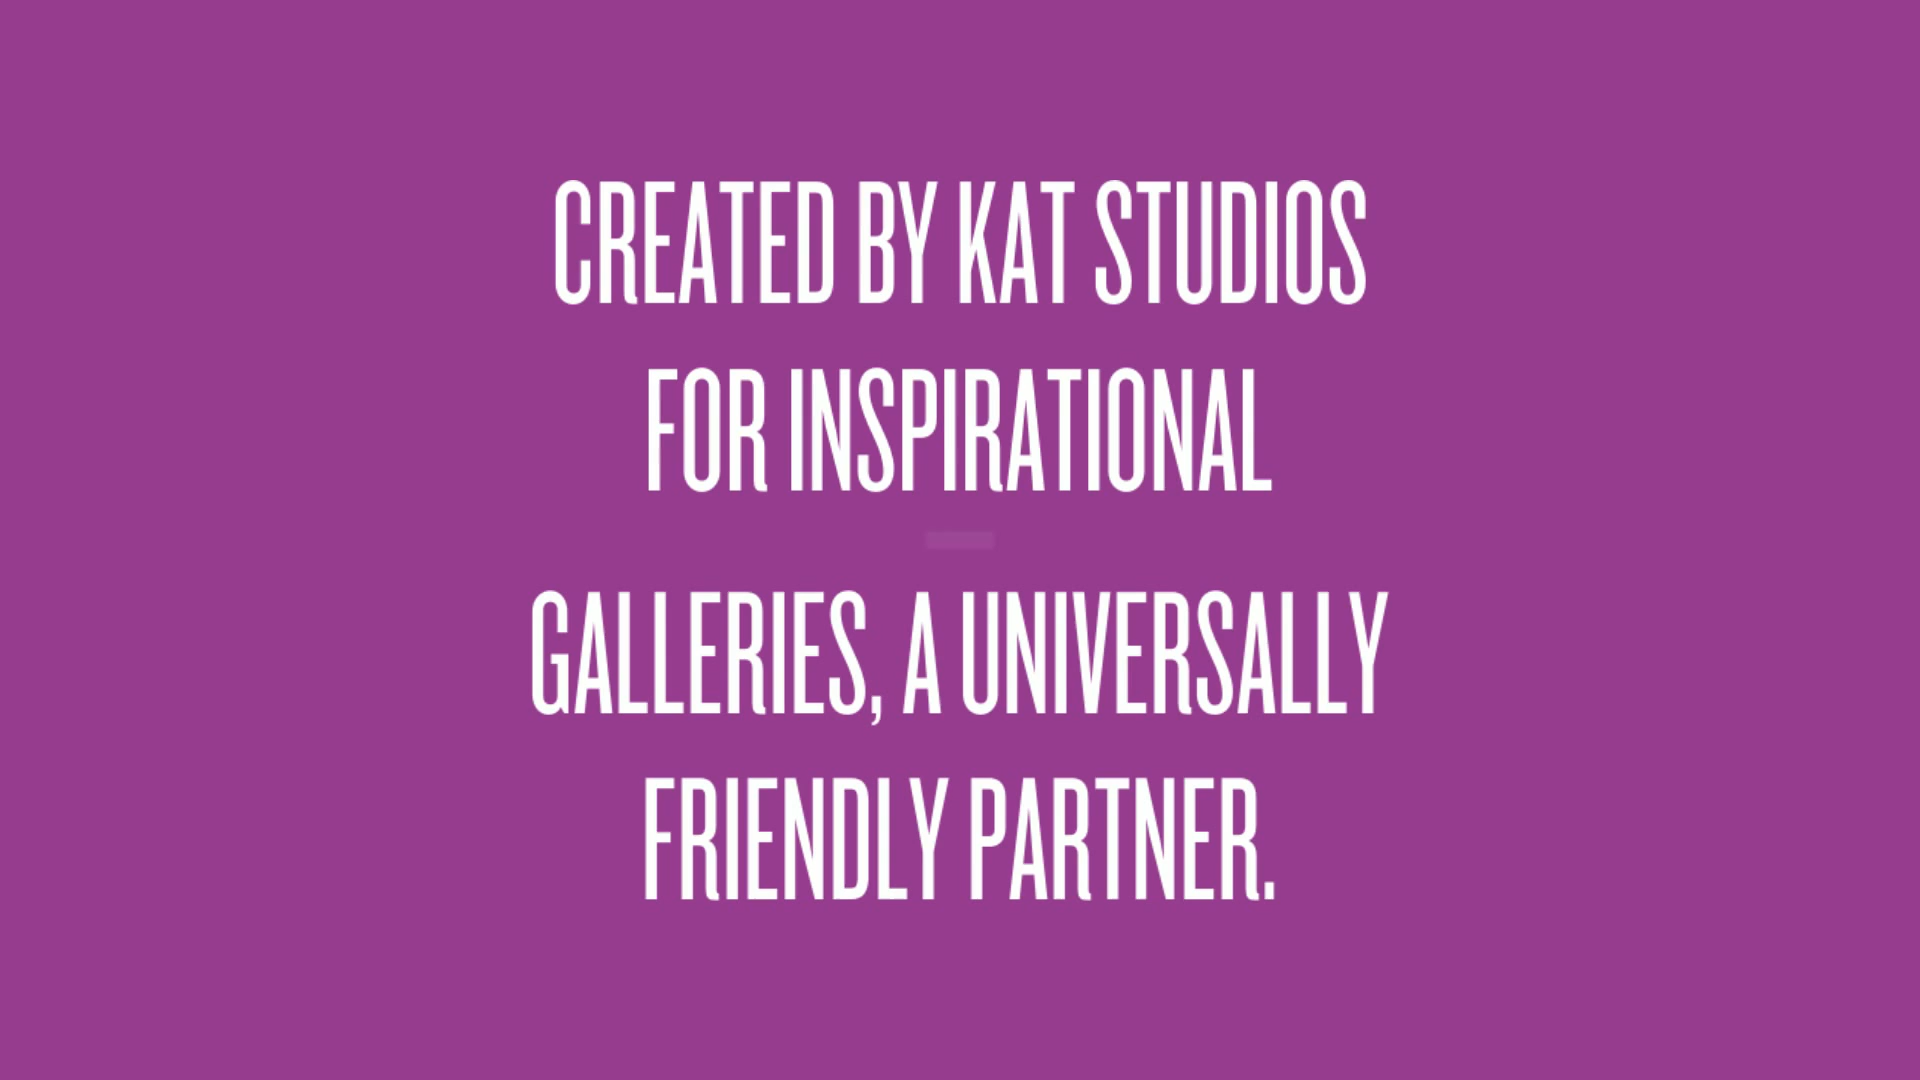 CREATED BY KAT STUDIOS
FOR INSPIRATIONAL
GALLERIES, A UNIVERSALLY
FRIENDLY PARTNER.